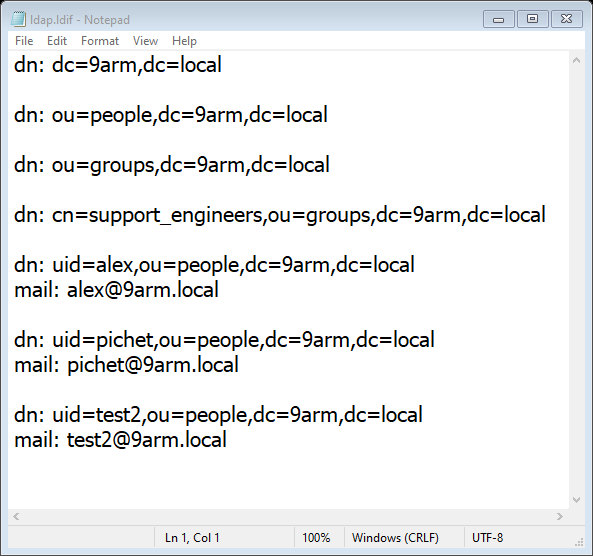 ldap.ldif - Notepad
File Edit Format View Help
dn: dc=9arm,dc=local
dn: ou=people,dc=9arm,dc=local
dn: ou=groups,dc=9arm,dc=local
dn: cn=support_engineers,ou=groups,dc=9arm,dc=local
dn: uid=alex,ou=people,dc=9arm,dc=local
mail: alex@9arm.local
dn: uid=pichet,ou=people,dc=9arm,dc=local
mail: pichet@9arm.local
dn: uid=test2,ou=people,dc=9arm,dc=local
mail: test2@9arm.local
Ln 1, Col 1 100% Windows (CRLF) UTF-8